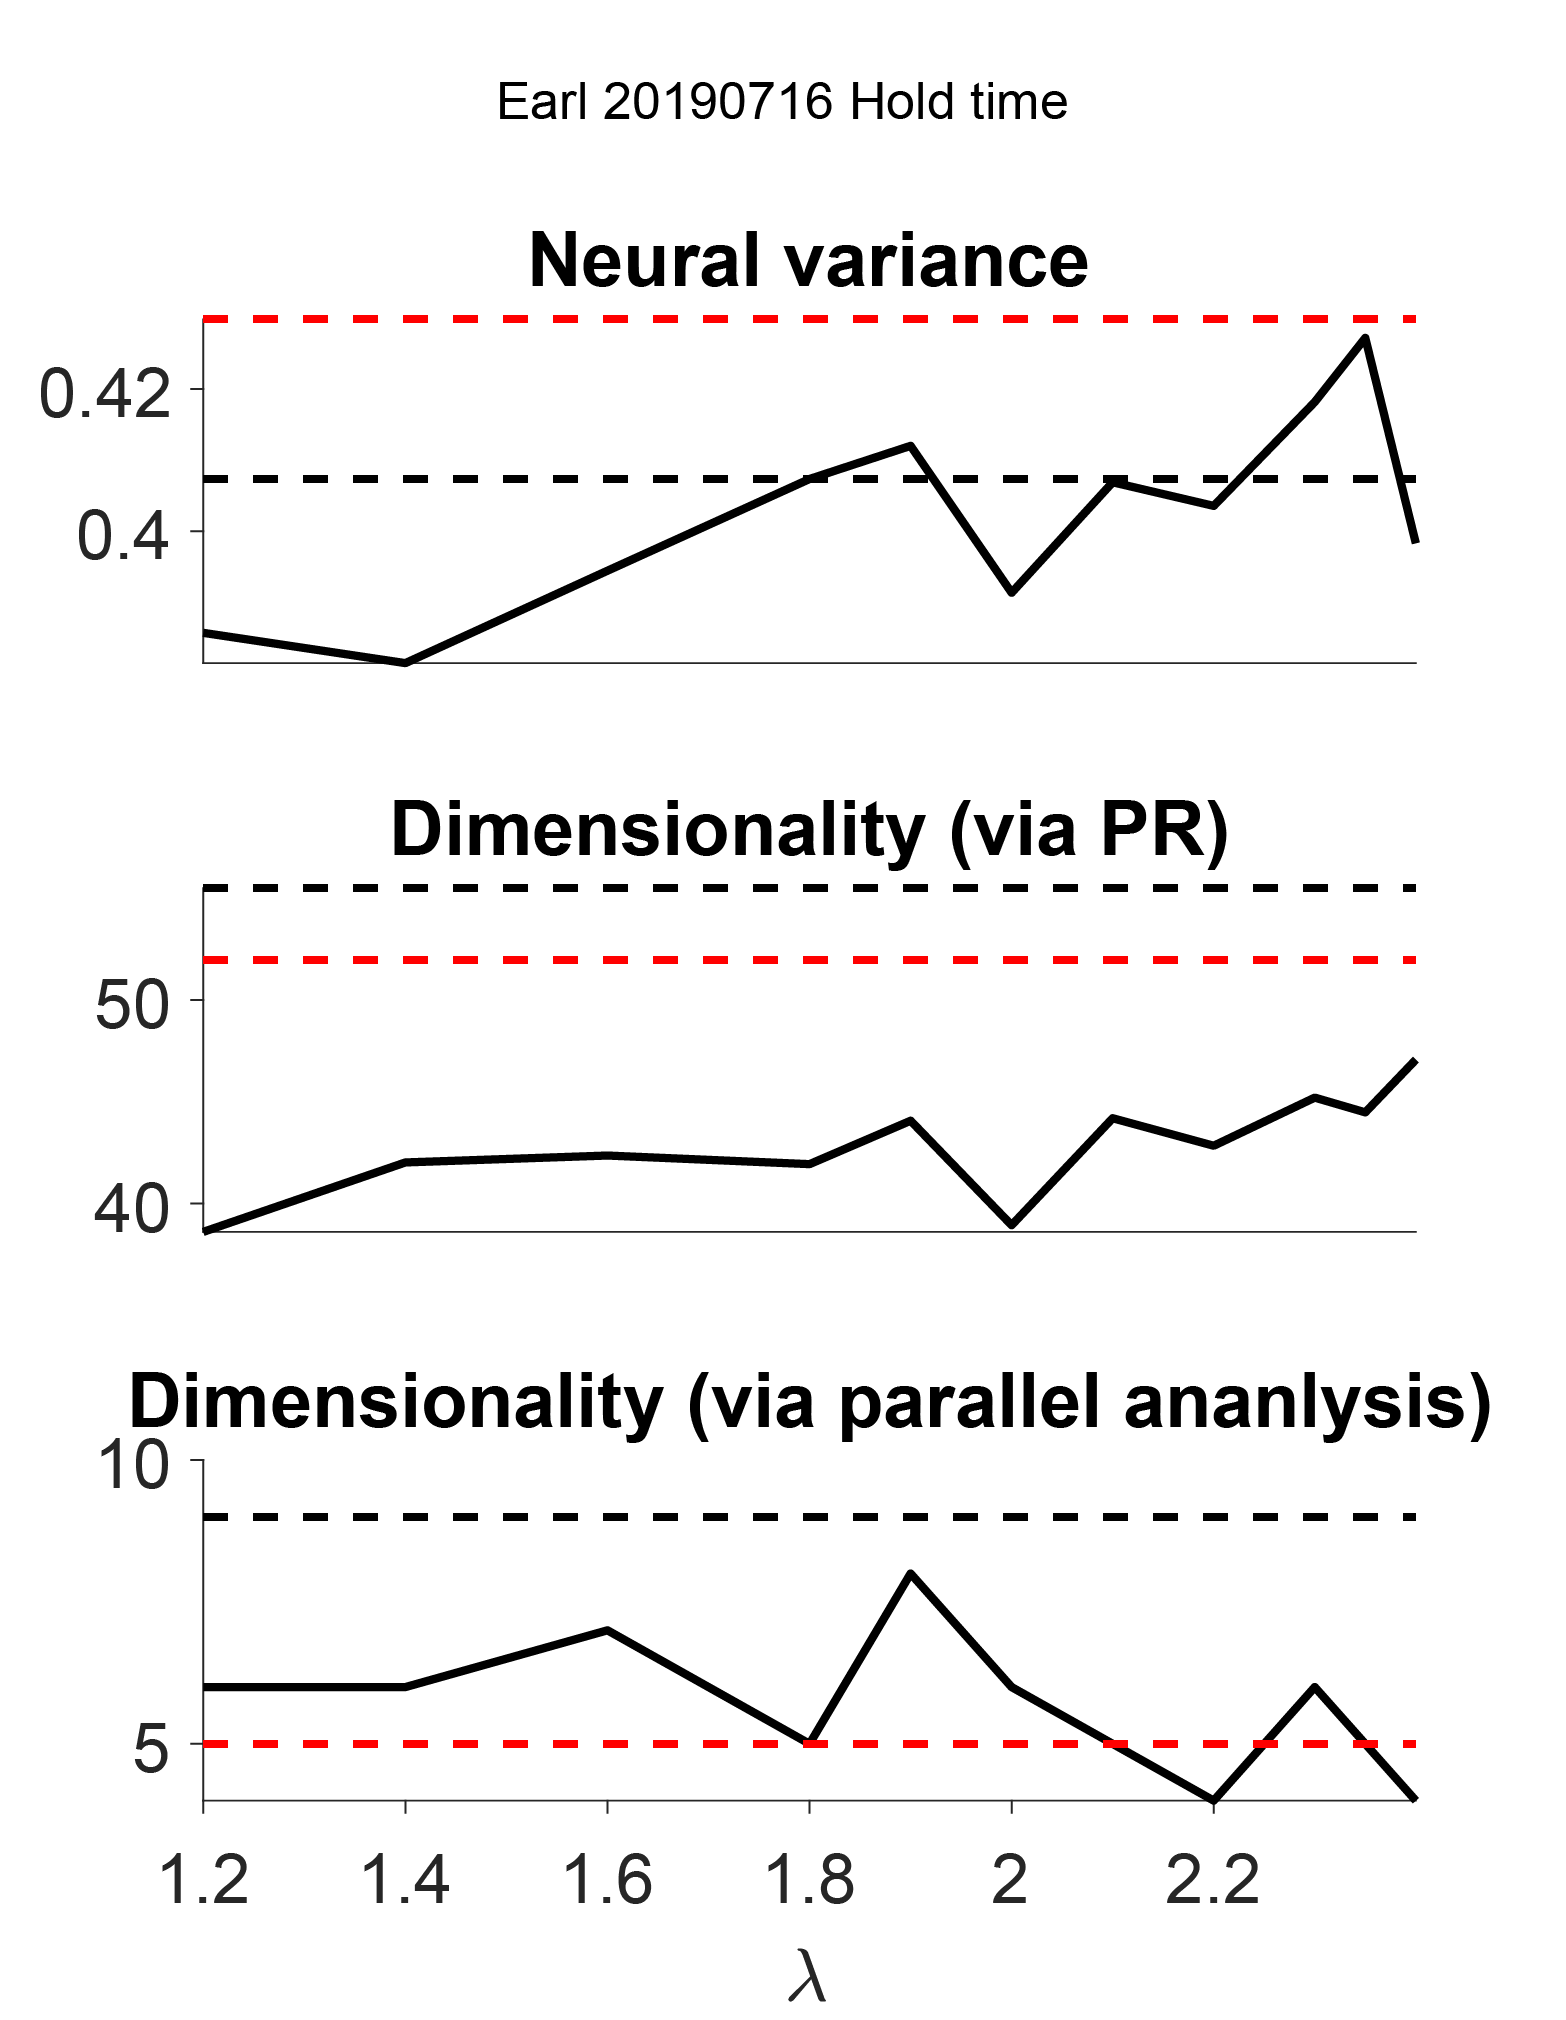 Earl 20190716 Hold time
Neural variance
0.42
0.4
Dimensionality (via PR)
50
40
Dimensionality (via parallel ananlysis)
10
5
1.2 1.4 1.6 1.8 2 2.2
λ